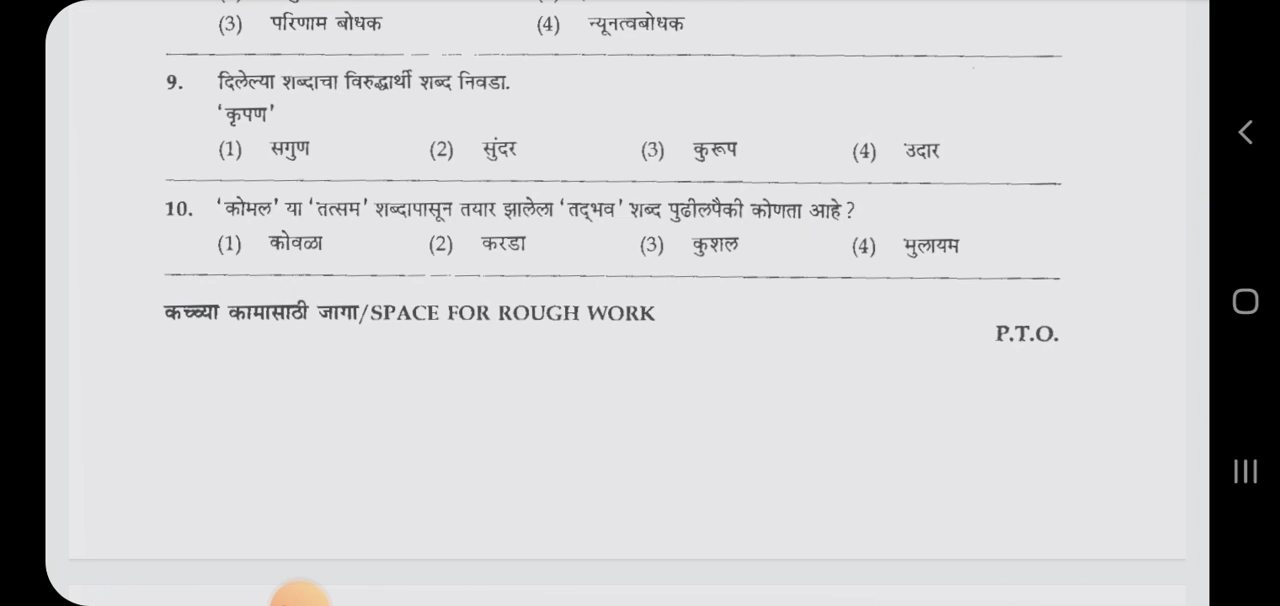 (3) परिणाम बोधक (4) न्यूनत्वबोधक
9. दिलेल्या शब्दाचा विरुद्धार्थी शब्द निवडा.
'कृपण'
(1) सगुण (2) सुंदर (3) कुरूप (4) उदार
10. 'कोमल' या 'तत्सम' शब्दापासून तयार झालेला 'तद्‌भव' शब्द पुढीलपैकी कोणता आहे ?
(1) कोवळा (2) करडा (3) कुशल (4) मुलायम
कच्च्या कामासाठी जागा/SPACE FOR ROUGH WORK
P.T.O.